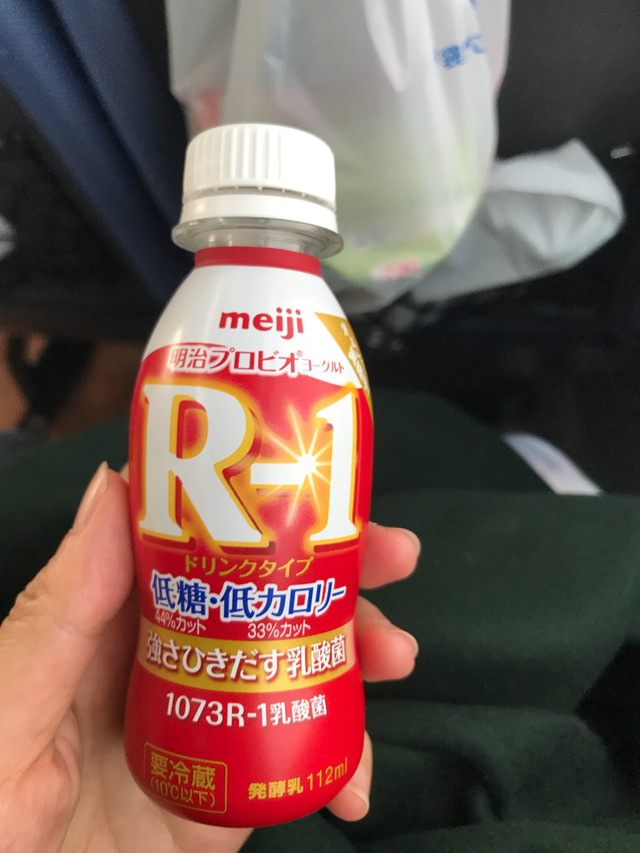 meiji
明治プロビオ®ヨーグルト
R-1
ドリンクタイプ
低糖・低カロリー
44%カット 33%カット
強さひきだす乳酸菌
1073R-1乳酸菌
要冷蔵
(10℃以下)
発酵乳 112ml